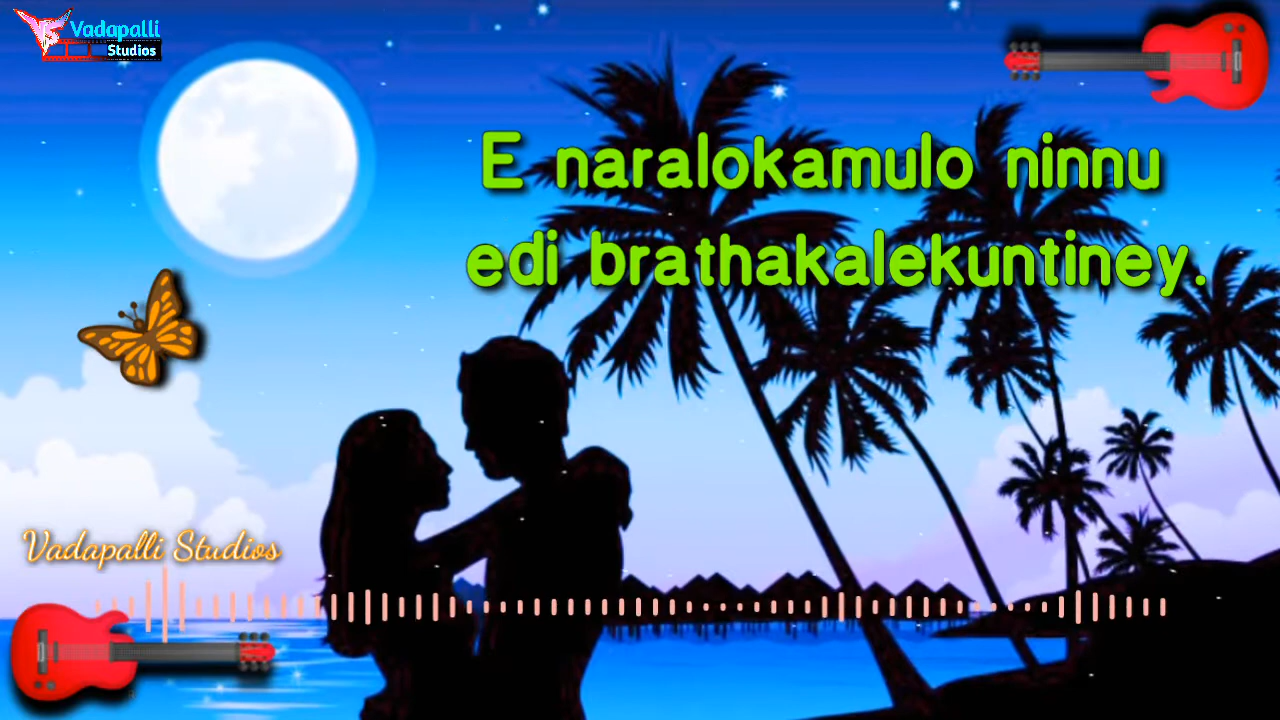 Vadapalli
Studios
E naralokamulo ninnu
edi brathakalekuntiney.
Vadapalli Studios